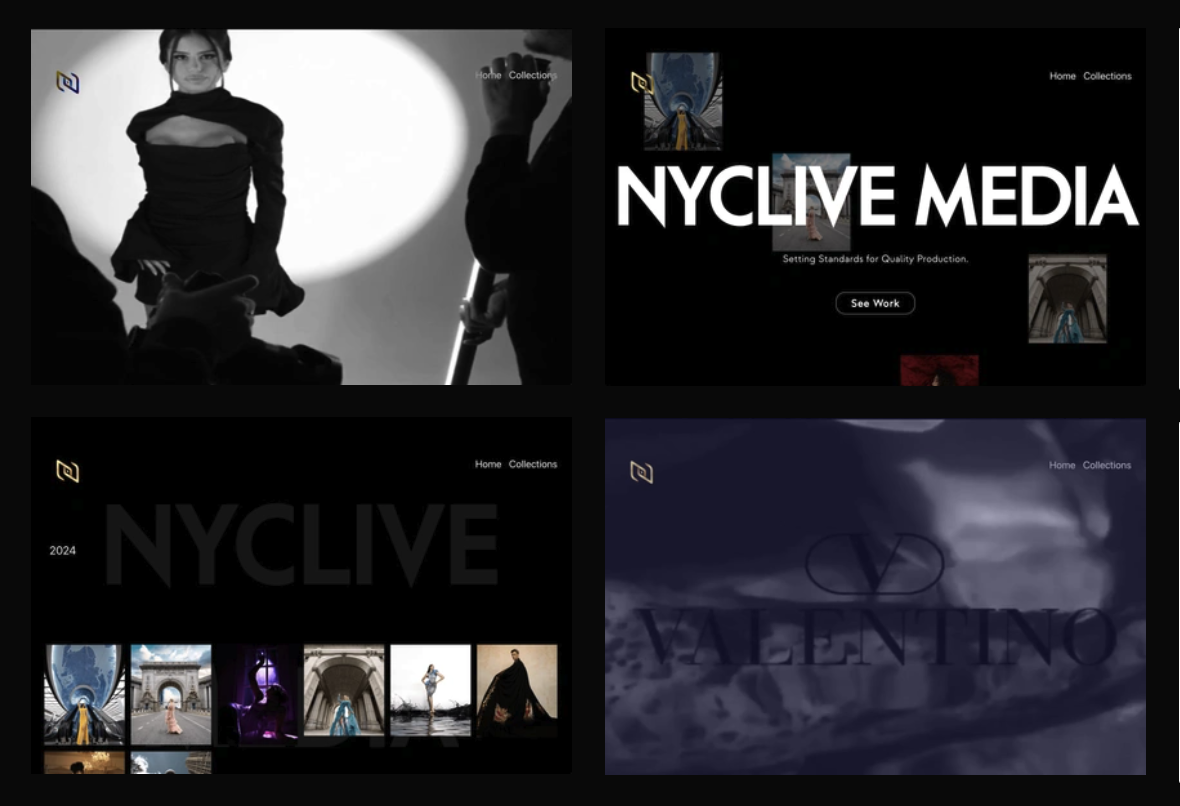 Home Collections
Home Collections
NYCLIVE MEDIA
Setting Standards for Quality Production.
See Work
Home Collections
NYCLIVE
2024
MEDIA
Home Collections
V
VALENTINO